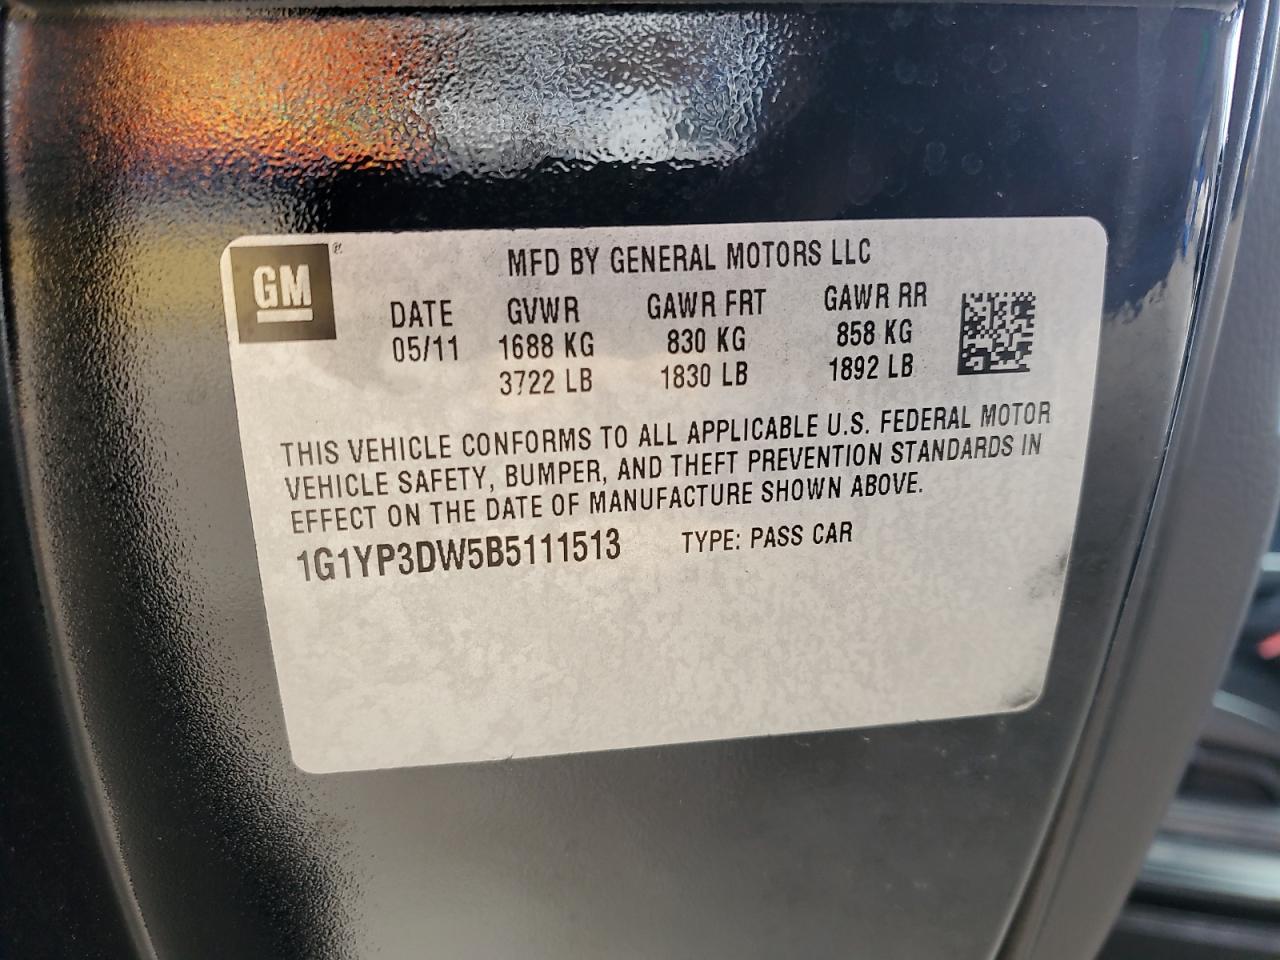 GM ®
MFD BY GENERAL MOTORS LLC
DATE GVWR GAWR FRT GAWR RR
05/11 1688 KG 830 KG 858 KG
3722 LB 1830 LB 1892 LB
THIS VEHICLE CONFORMS TO ALL APPLICABLE U.S. FEDERAL MOTOR
VEHICLE SAFETY, BUMPER, AND THEFT PREVENTION STANDARDS IN
EFFECT ON THE DATE OF MANUFACTURE SHOWN ABOVE.
1G1YP3DW5B5111513 TYPE: PASS CAR